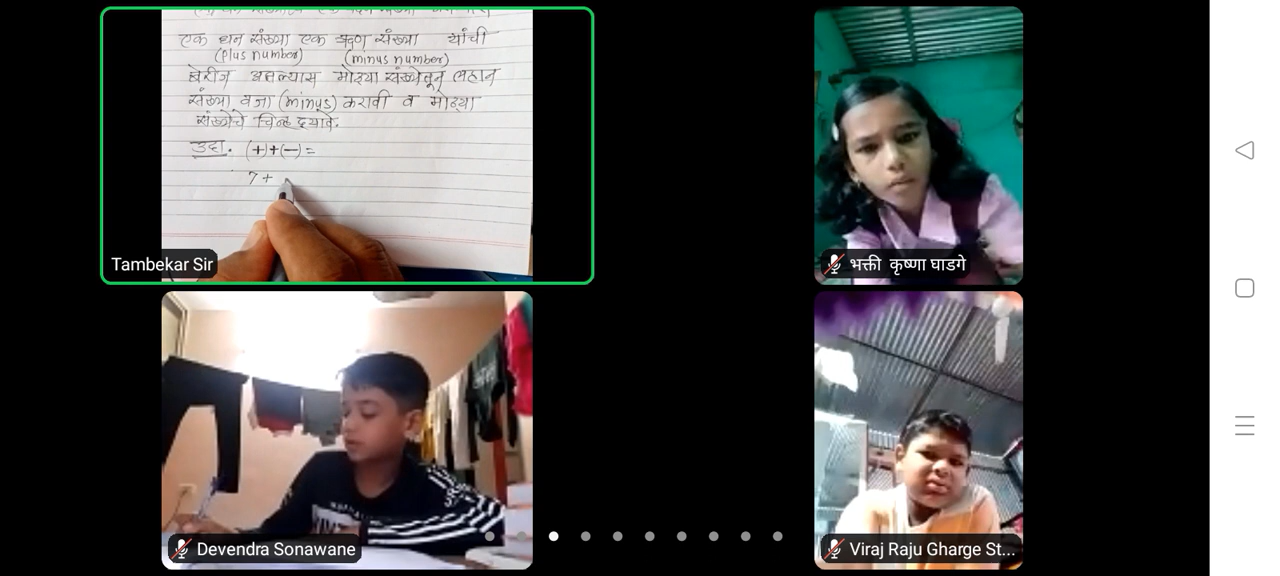 एक धन संख्या एक ऋण संख्या यांची
(plus number) (minus number)
बेरीज असल्यास मोठ्या संख्येतून लहान
संख्या वजा (minus) करावी व मोठ्या
संख्येचे चिन्ह द्यावे.
उदा. (+)+(-)=
7+
Tambekar Sir
भक्ती कृष्णा घाडगे
Devendra Sonawane
Viraj Raju Gharge St...